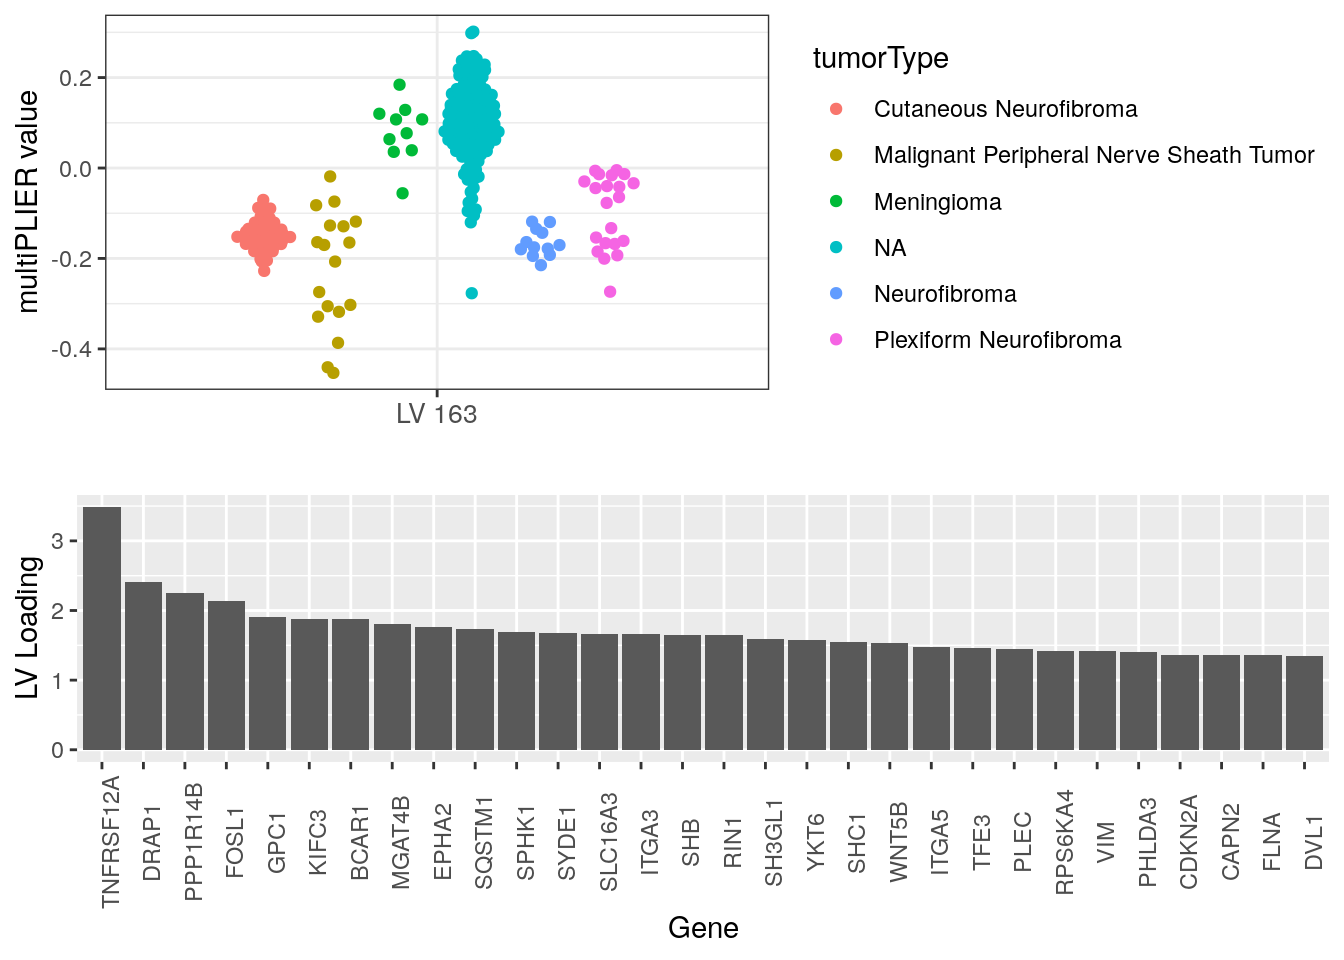 multiPLIER value
0.2
0.0
-0.2
-0.4
LV 163
tumorType
Cutaneous Neurofibroma
Malignant Peripheral Nerve Sheath Tumor
Meningioma
NA
Neurofibroma
Plexiform Neurofibroma
LV Loading
3
2
1
0
TNFRSF12A
DRAP1
PPP1R14B
FOSL1
GPC1
KIFC3
BCAR1
MGAT4B
EPHA2
SQSTM1
SPHK1
SYDE1
SLC16A3
ITGA3
SHB
RIN1
SH3GL1
YKT6
SHC1
WNT5B
ITGA5
TFE3
PLEC
RPS6KA4
VIM
PHLDA3
CDKN2A
CAPN2
FLNA
DVL1
Gene